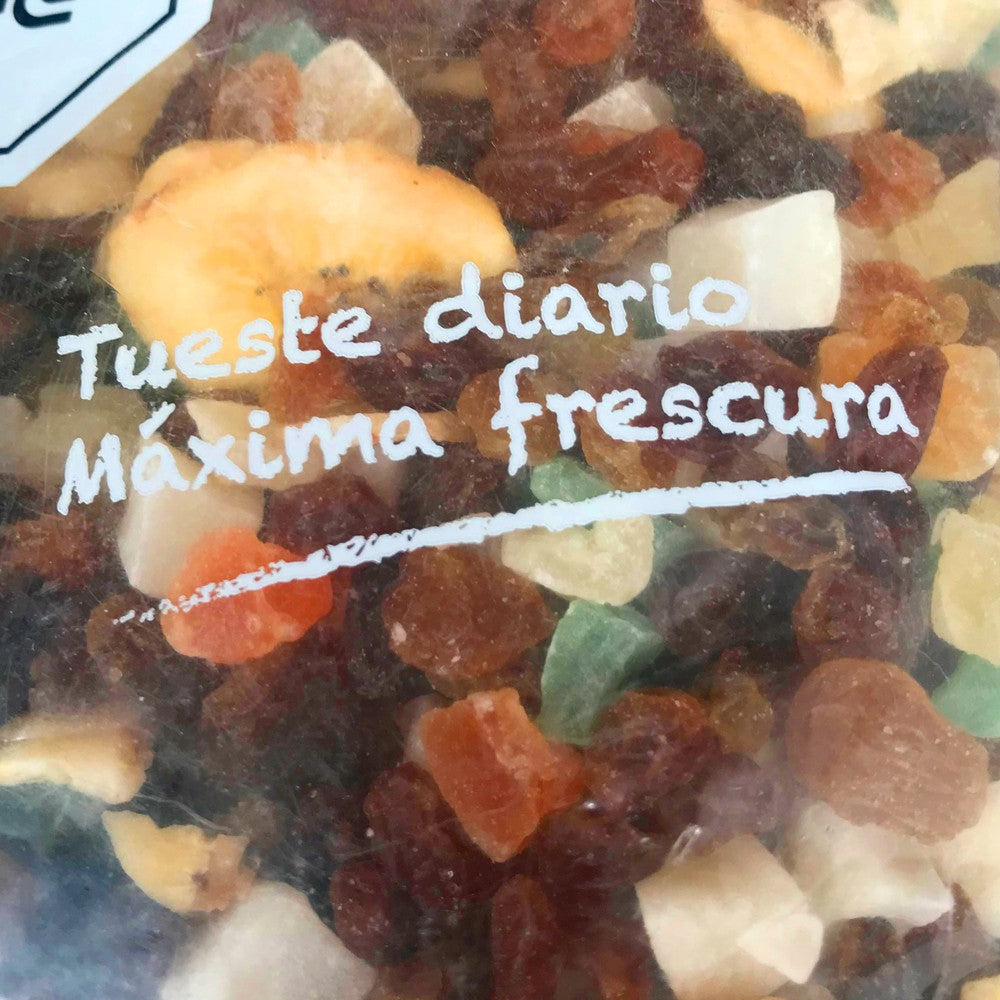 Tueste diario
Máxima frescura